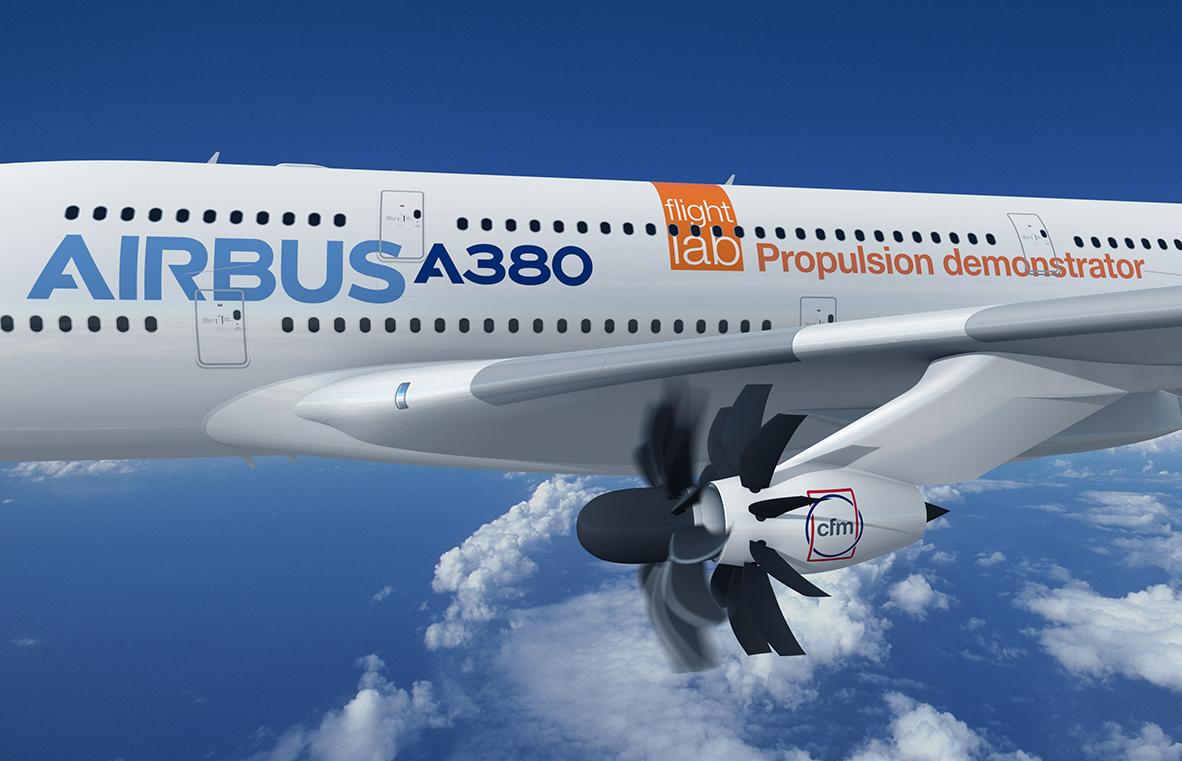 flight
lab
AIRBUS A380
Propulsion demonstrator
cfm